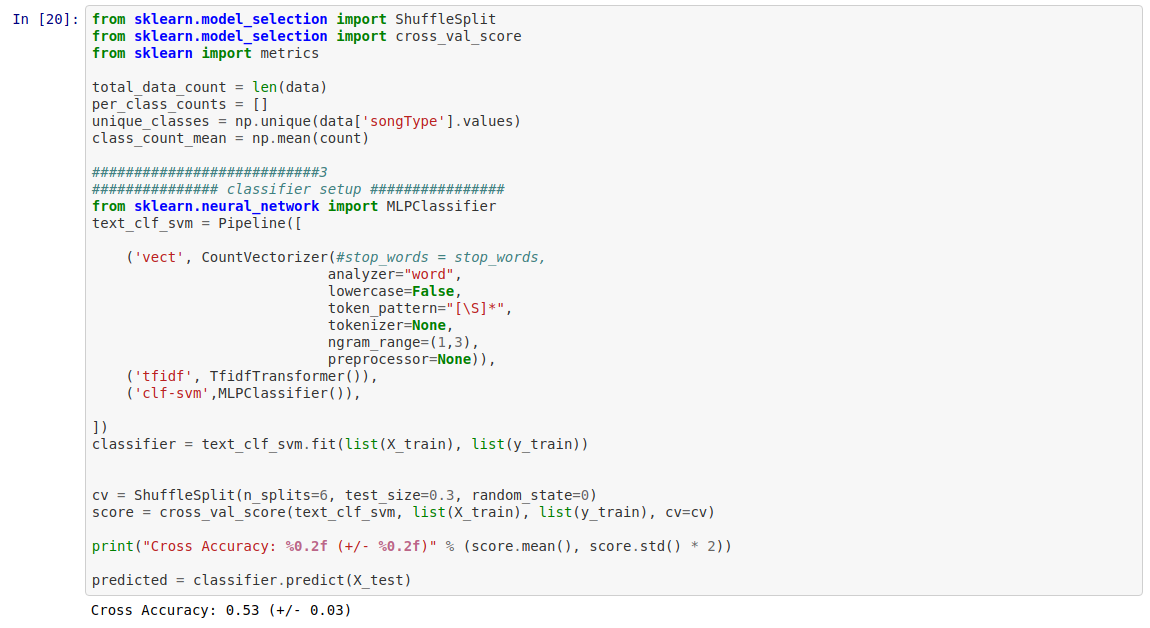 In [20]:
from sklearn.model_selection import ShuffleSplit
from sklearn.model_selection import cross_val_score
from sklearn import metrics

total_data_count = len(data)
per_class_counts = []
unique_classes = np.unique(data['songType'].values)
class_count_mean = np.mean(count)

###########################3
############### classifier setup ################
from sklearn.neural_network import MLPClassifier
text_clf_svm = Pipeline([

    ('vect', CountVectorizer(#stop_words = stop_words,
                            analyzer="word",
                            lowercase=False,
                            token_pattern="[\S]*",
                            tokenizer=None,
                            ngram_range=(1,3),
                            preprocessor=None)),
    ('tfidf', TfidfTransformer()),
    ('clf-svm',MLPClassifier()),

])
classifier = text_clf_svm.fit(list(X_train), list(y_train))


cv = ShuffleSplit(n_splits=6, test_size=0.3, random_state=0)
score = cross_val_score(text_clf_svm, list(X_train), list(y_train), cv=cv)

print("Cross Accuracy: %0.2f (+/- %0.2f)" % (score.mean(), score.std() * 2))

predicted = classifier.predict(X_test)
Cross Accuracy: 0.53 (+/- 0.03)